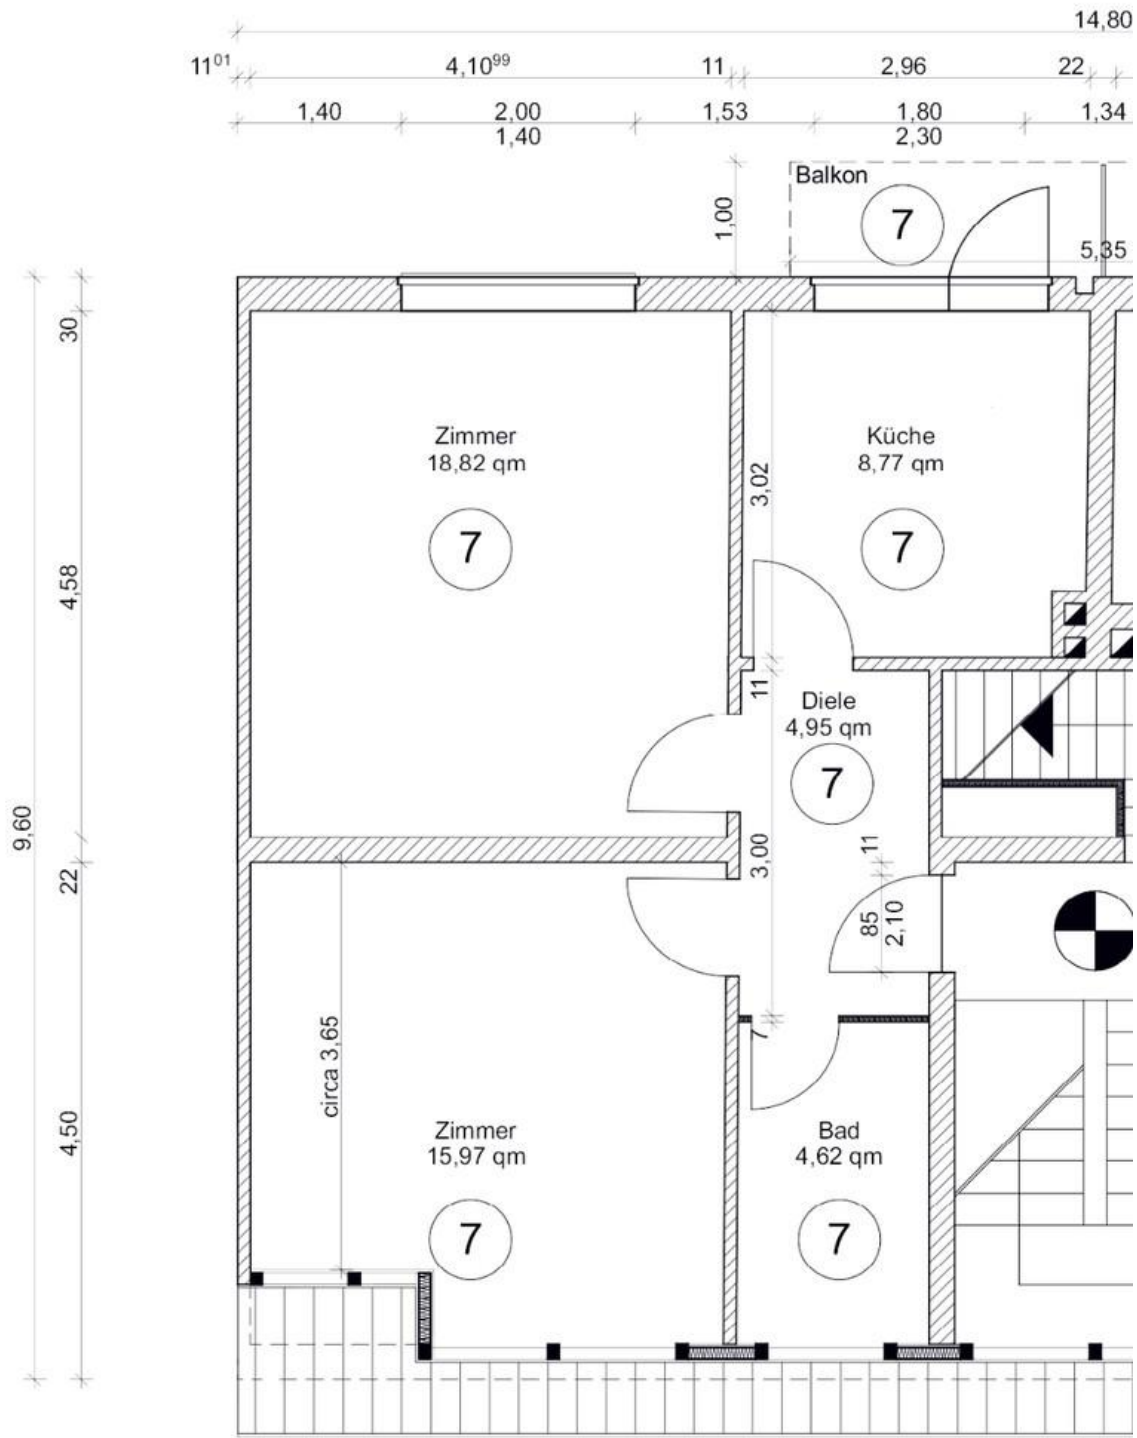 14,80
11⁰¹ 4,10⁹⁹ 11 2,96 22
1,40 2,00 1,53 1,80 1,34
1,40 2,30
Balkon
7
1,00
5,35
30
Zimmer
18,82 qm
7
Küche
8,77 qm
7
3,02
4,58
11
Diele
4,95 qm
7
9,60
3,00
11
22
85
2,10
circa 3,65
7
4,50
Zimmer
15,97 qm
7
Bad
4,62 qm
7